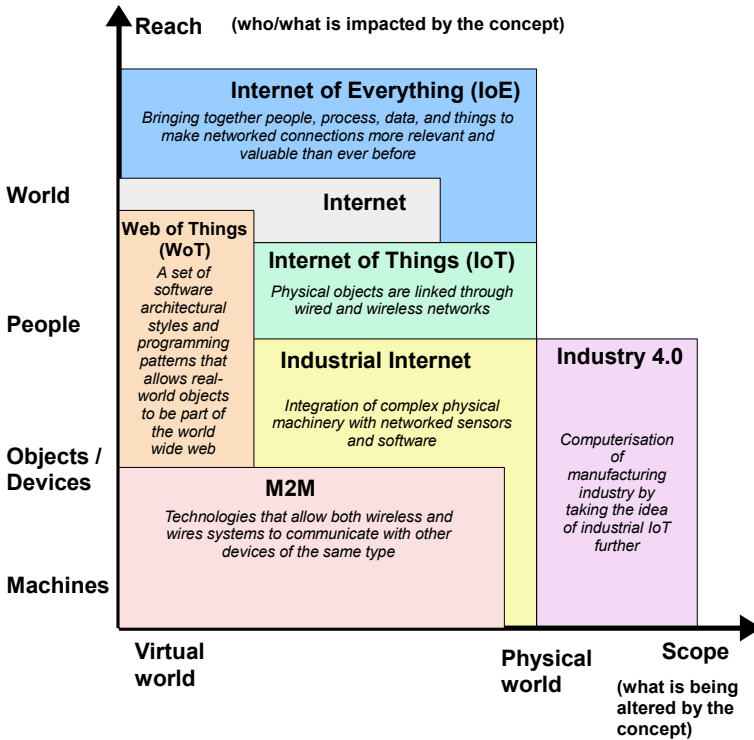 Reach
(who/what is impacted by the concept)
Internet of Everything (IoE)
Bringing together people, process, data, and things to
make networked connections more relevant and
valuable than ever before
World
Internet
Web of Things
(WoT)
A set of
software
architectural
styles and
programming
patterns that
allows real-
world objects
to be part of
the world
wide web
Internet of Things (IoT)
Physical objects are linked through
wired and wireless networks
People
Industrial Internet
Integration of complex physical
machinery with networked sensors
and software
Industry 4.0
Computerisation
of
manufacturing
industry by
taking the idea
of industrial IoT
further
Objects /
Devices
M2M
Technologies that allow both wireless and
wires systems to communicate with other
devices of the same type
Machines
Virtual
world
Physical
world
Scope
(what is being
altered by the
concept)